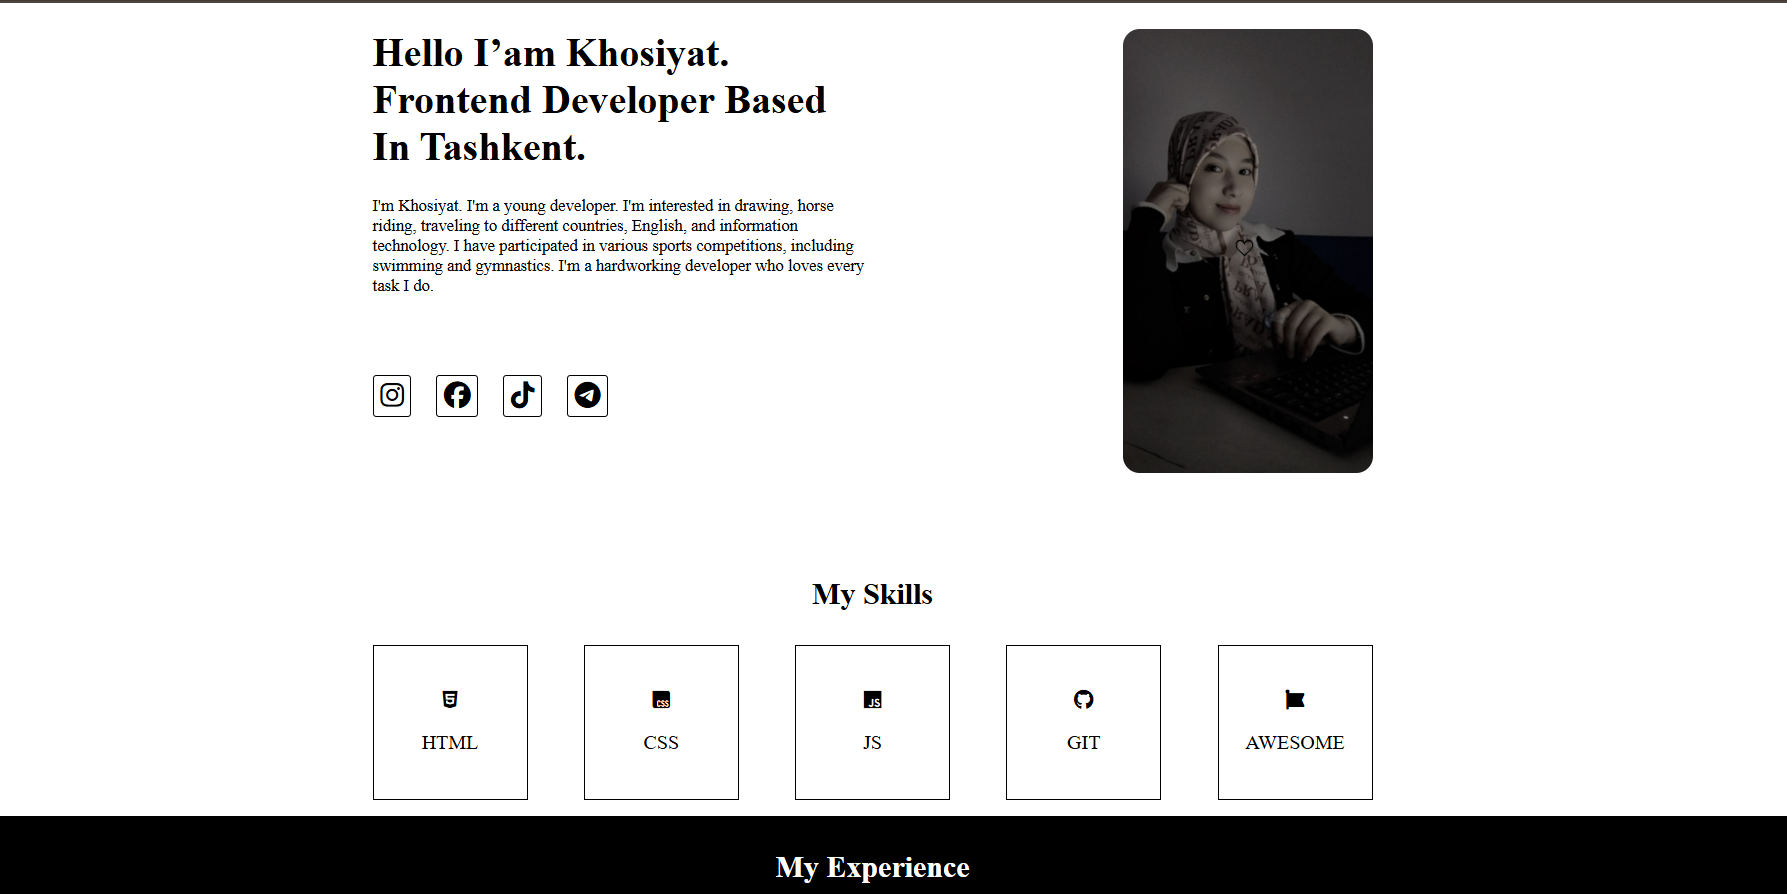 Hello I’am Khosiyat.
Frontend Developer Based
In Tashkent.
I'm Khosiyat. I'm a young developer. I'm interested in drawing, horse
riding, traveling to different countries, English, and information
technology. I have participated in various sports competitions, including
swimming and gymnastics. I'm a hardworking developer who loves every
task I do.
My Skills
CSS
JS
HTML
CSS
JS
GIT
AWESOME
My Experience